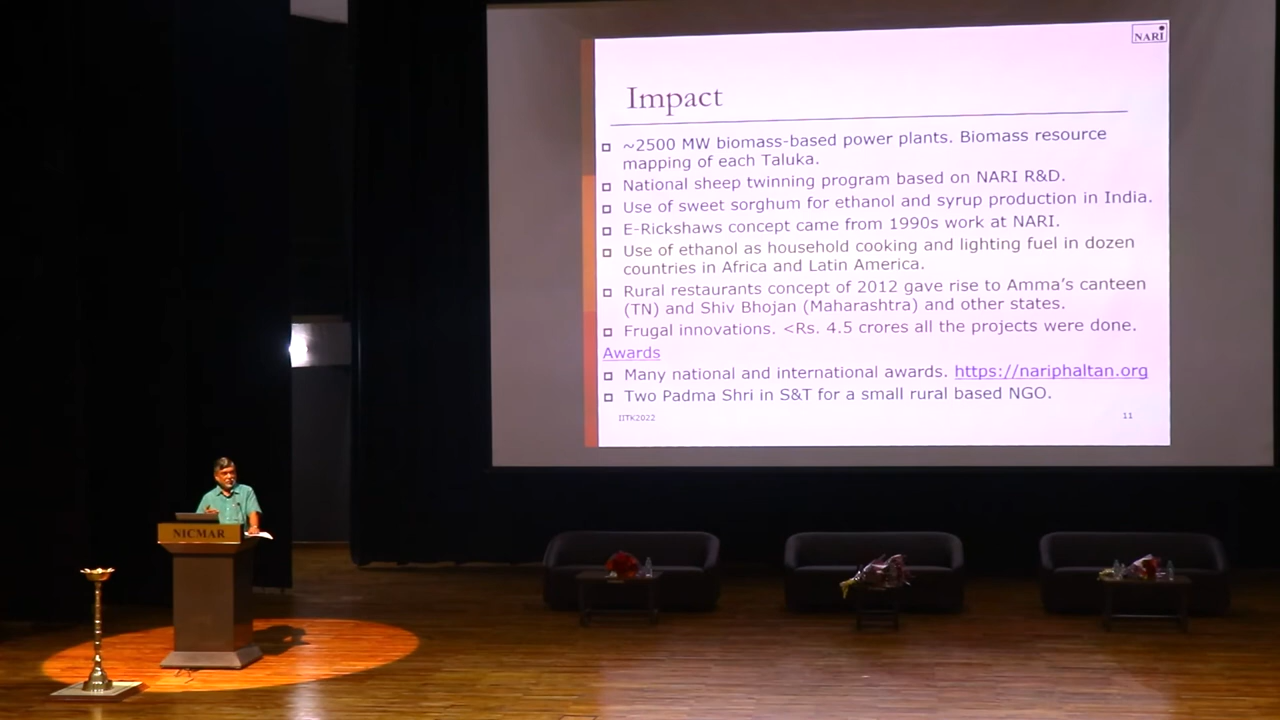 NARI
Impact
~2500 MW biomass-based power plants. Biomass resource
mapping of each Taluka.
National sheep twinning program based on NARI R&D.
Use of sweet sorghum for ethanol and syrup production in India.
E-Rickshaws concept came from 1990s work at NARI.
Use of ethanol as household cooking and lighting fuel in dozen
countries in Africa and Latin America.
Rural restaurants concept of 2012 gave rise to Amma’s canteen
(TN) and Shiv Bhojan (Maharashtra) and other states.
Frugal innovations. <Rs. 4.5 crores all the projects were done.
Awards
Many national and international awards. https://nariphaltan.org
Two Padma Shri in S&T for a small rural based NGO.
IITK2022 11
NICMAR